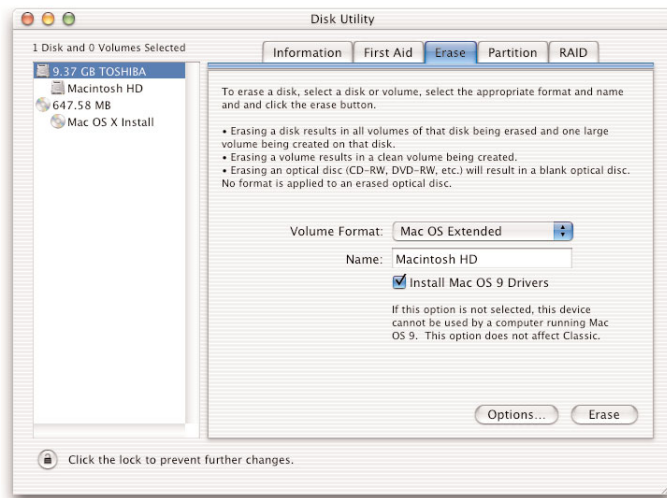 Disk Utility
1 Disk and 0 Volumes Selected
9.37 GB TOSHIBA
Macintosh HD
647.58 MB
Mac OS X Install
Information
First Aid
Erase
Partition
RAID
To erase a disk, select a disk or volume, select the appropriate format and name
and and click the erase button.
• Erasing a disk results in all volumes of that disk being erased and one large
volume being created on that disk.
• Erasing a volume results in a clean volume being created.
• Erasing an optical disc (CD-RW, DVD-RW, etc.) will result in a blank optical disc.
No format is applied to an erased optical disc.
Volume Format: Mac OS Extended
Name: Macintosh HD
Install Mac OS 9 Drivers
If this option is not selected, this device
cannot be used by a computer running Mac
OS 9. This option does not affect Classic.
Options...
Erase
Click the lock to prevent further changes.